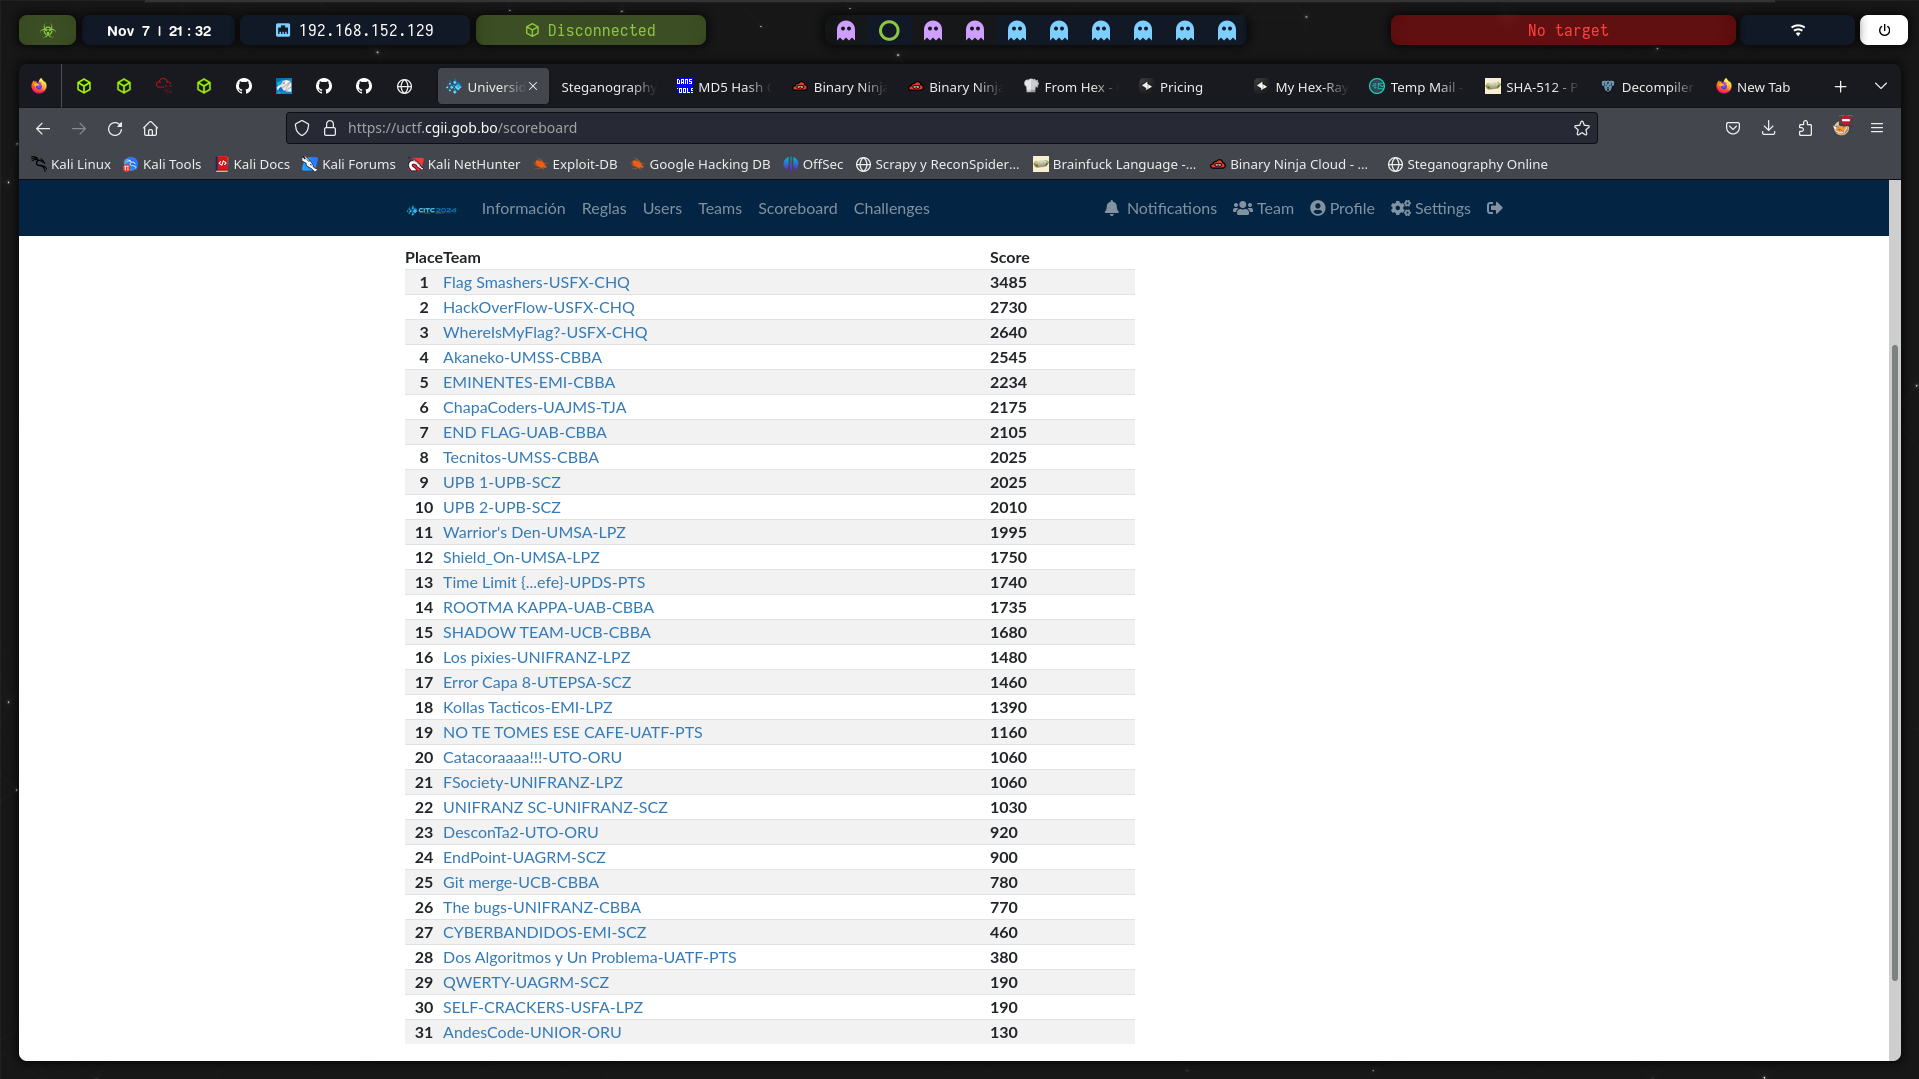 Nov 7 | 21:32 192.168.152.129 Disconnected No target
Universi Steganography MD5 Hash Binary Ninj Binary Ninj From Hex - Pricing My Hex-Ray Temp Mail - SHA-512 - P Decompiler New Tab
https://uctf.cgii.gob.bo/scoreboard
Kali Linux Kali Tools Kali Docs Kali Forums Kali NetHunter Exploit-DB Google Hacking DB OffSec Scrapy y ReconSpider... Brainfuck Language -... Binary Ninja Cloud - ... Steganography Online
CITC 2024 Información Reglas Users Teams Scoreboard Challenges Notifications Team Profile Settings
Place Team Score
1 Flag Smashers-USFX-CHQ 3485
2 HackOverFlow-USFX-CHQ 2730
3 WhereIsMyFlag?-USFX-CHQ 2640
4 Akaneko-UMSS-CBBA 2545
5 EMINENTES-EMI-CBBA 2234
6 ChapaCoders-UAJMS-TJA 2175
7 END FLAG-UAB-CBBA 2105
8 Tecnitos-UMSS-CBBA 2025
9 UPB 1-UPB-SCZ 2025
10 UPB 2-UPB-SCZ 2010
11 Warrior's Den-UMSA-LPZ 1995
12 Shield_On-UMSA-LPZ 1750
13 Time Limit {...efe}-UPDS-PTS 1740
14 ROOTMA KAPPA-UAB-CBBA 1735
15 SHADOW TEAM-UCB-CBBA 1680
16 Los pixies-UNIFRANZ-LPZ 1480
17 Error Capa 8-UTEPSA-SCZ 1460
18 Kollas Tacticos-EMI-LPZ 1390
19 NO TE TOMES ESE CAFE-UATF-PTS 1160
20 Catacoraaaa!!!-UTO-ORU 1060
21 FSociety-UNIFRANZ-LPZ 1060
22 UNIFRANZ SC-UNIFRANZ-SCZ 1030
23 DesconTa2-UTO-ORU 920
24 EndPoint-UAGRM-SCZ 900
25 Git merge-UCB-CBBA 780
26 The bugs-UNIFRANZ-CBBA 770
27 CYBERBANDIDOS-EMI-SCZ 460
28 Dos Algoritmos y Un Problema-UATF-PTS 380
29 QWERTY-UAGRM-SCZ 190
30 SELF-CRACKERS-USFA-LPZ 190
31 AndesCode-UNIOR-ORU 130